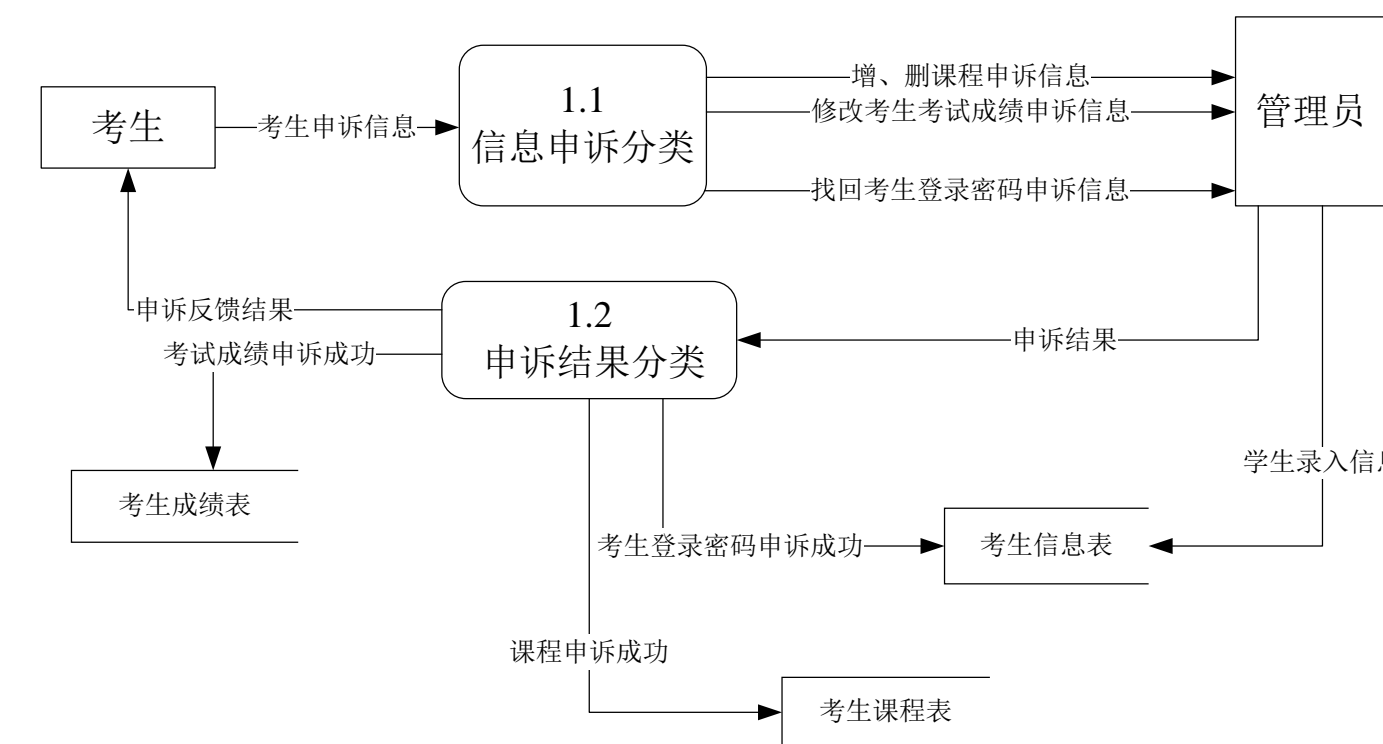 增、删课程申诉信息
1.1
信息申诉分类
考生
考生申诉信息
修改考生考试成绩申诉信息
管理员
找回考生登录密码申诉信息
申诉反馈结果
1.2
申诉结果分类
申诉结果
考试成绩申诉成功
学生录入信
考生成绩表
考生登录密码申诉成功
考生信息表
课程申诉成功
考生课程表